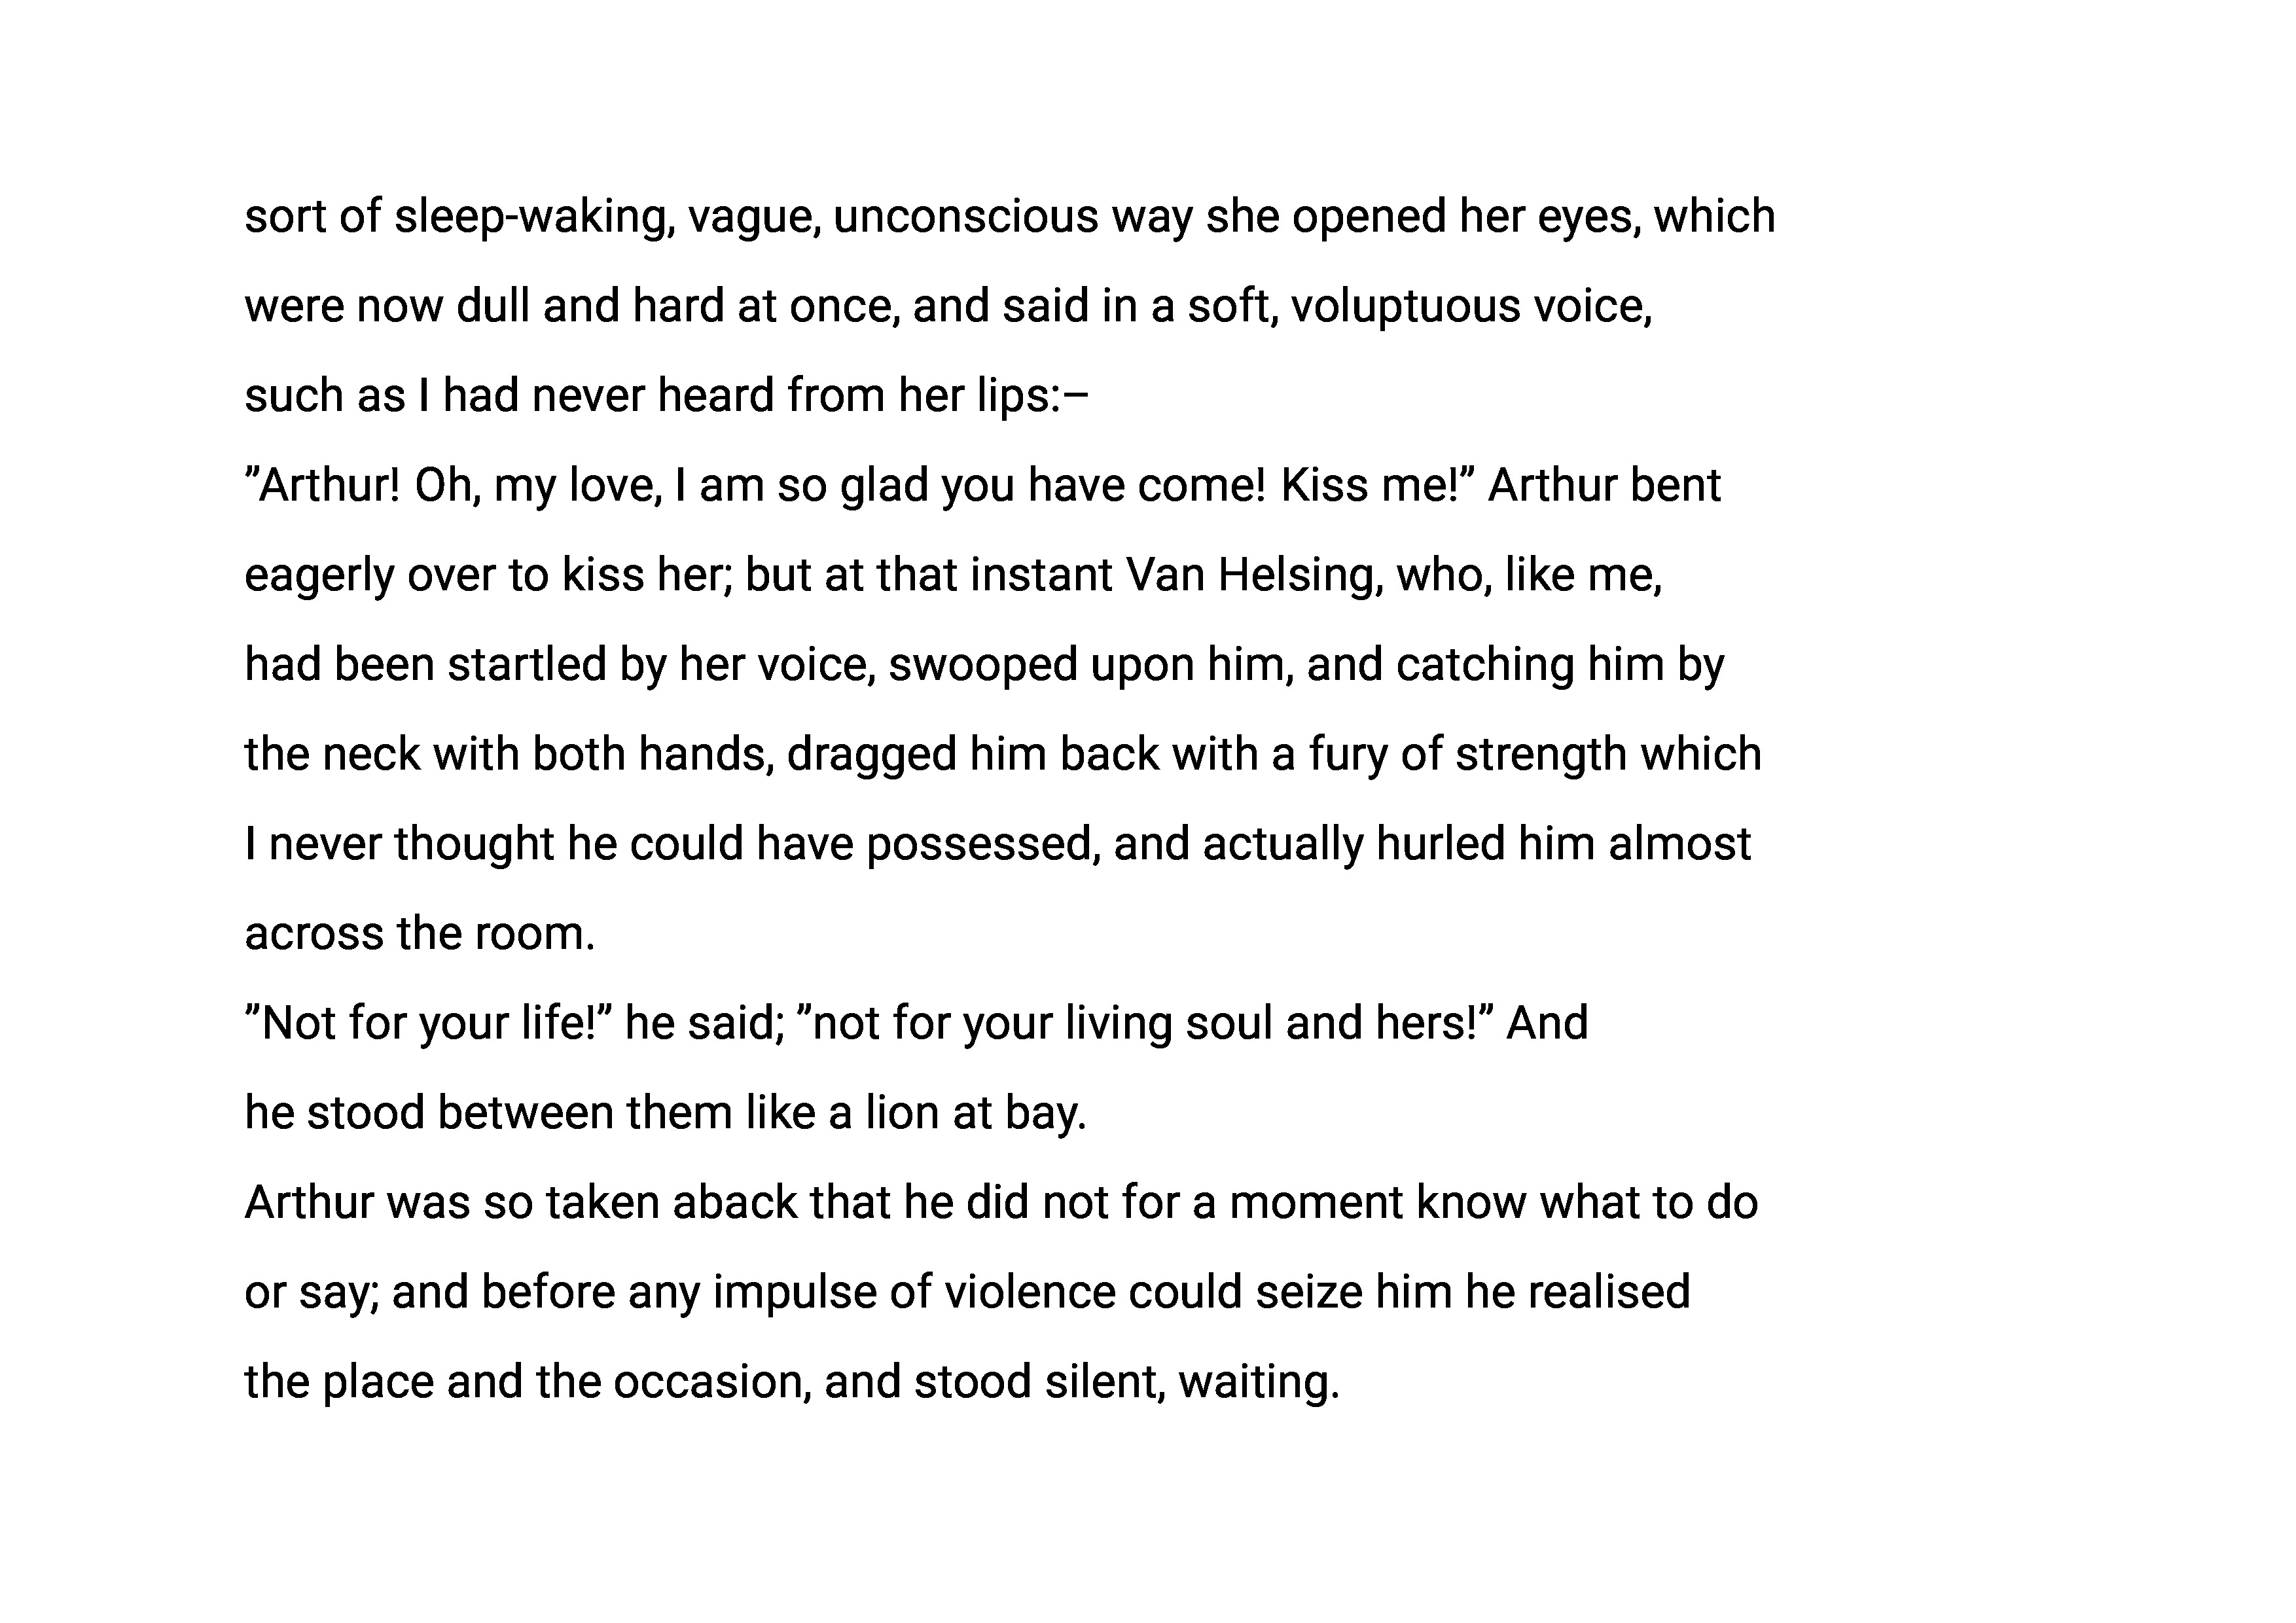 sort of sleep-waking, vague, unconscious way she opened her eyes, which
were now dull and hard at once, and said in a soft, voluptuous voice,
such as I had never heard from her lips:–
”Arthur! Oh, my love, I am so glad you have come! Kiss me!” Arthur bent
eagerly over to kiss her; but at that instant Van Helsing, who, like me,
had been startled by her voice, swooped upon him, and catching him by
the neck with both hands, dragged him back with a fury of strength which
I never thought he could have possessed, and actually hurled him almost
across the room.
”Not for your life!” he said; ”not for your living soul and hers!” And
he stood between them like a lion at bay.
Arthur was so taken aback that he did not for a moment know what to do
or say; and before any impulse of violence could seize him he realised
the place and the occasion, and stood silent, waiting.